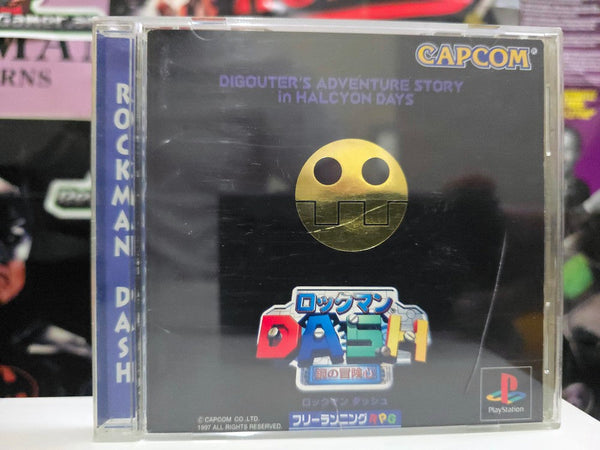 CAPCOM
DIGOUTER'S ADVENTURE STORY
in HALCYON DAYS
ROCKMAN DASH
ロックマン
DASH
鋼の冒険心
ロックマン ダッシュ
© CAPCOM CO.,LTD.
1997 ALL RIGHTS RESERVED.
フリーランニングRPG
PlayStation
RNS